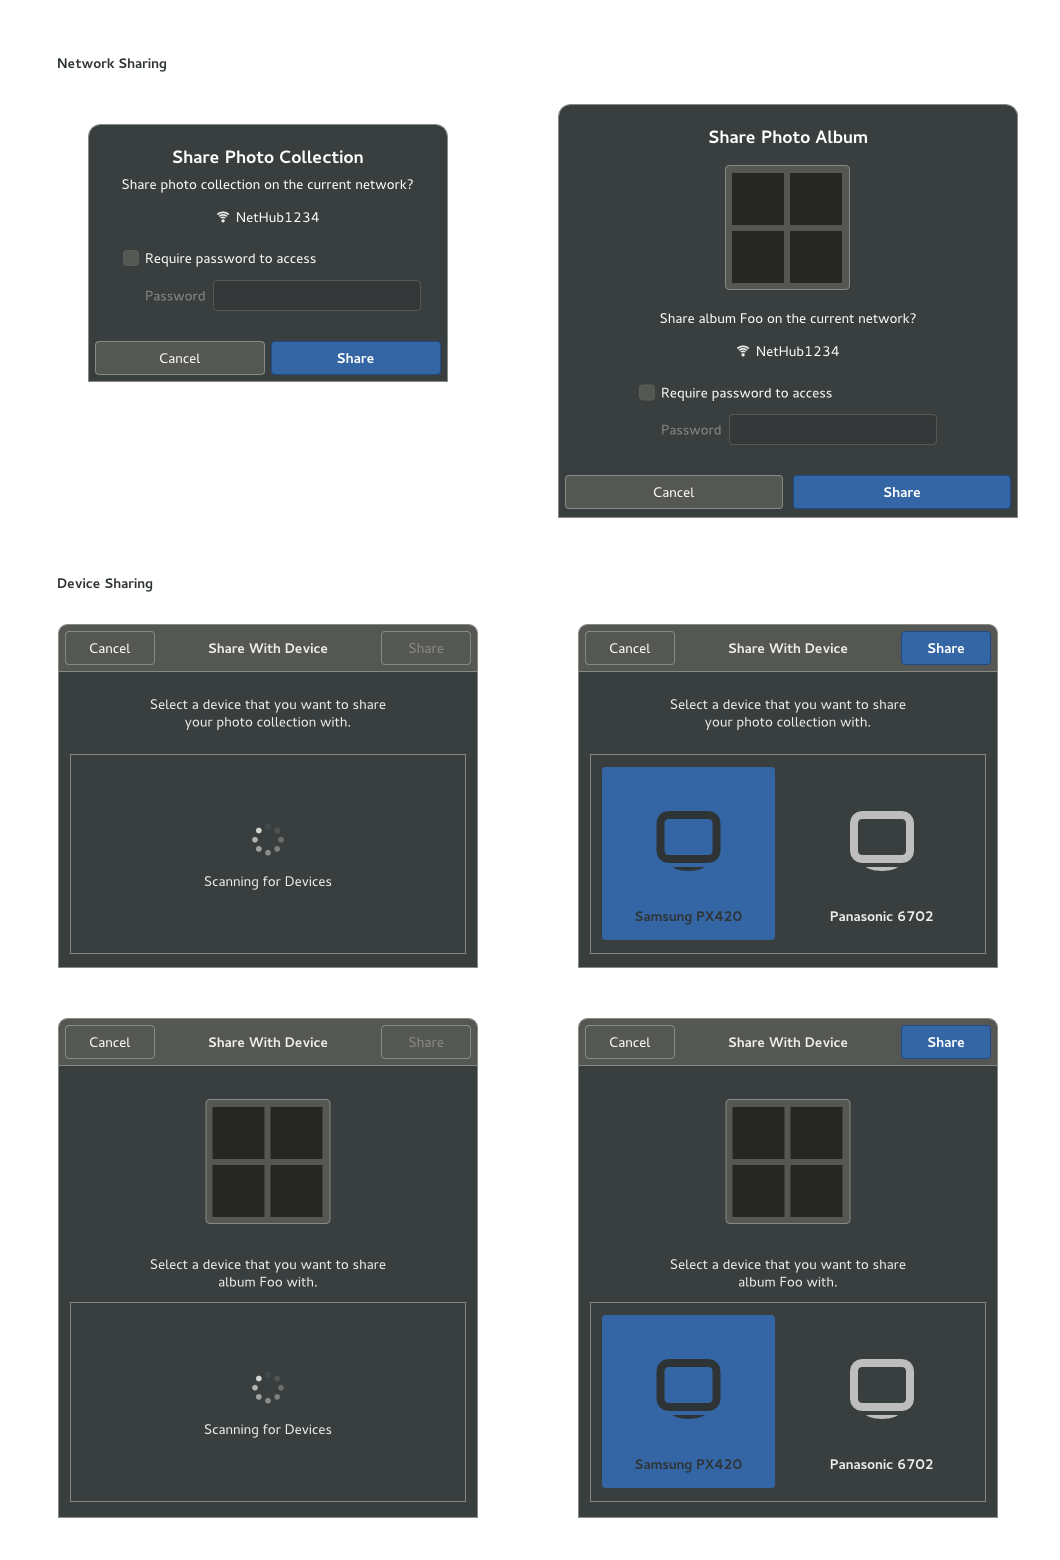 Network Sharing
Share Photo Collection
Share photo collection on the current network?
NetHub1234
Require password to access
Password
Cancel
Share
Share Photo Album
Share album Foo on the current network?
NetHub1234
Require password to access
Password
Cancel
Share
Device Sharing
Cancel
Share With Device
Share
Select a device that you want to share
your photo collection with.
Scanning for Devices
Cancel
Share With Device
Share
Select a device that you want to share
your photo collection with.
Samsung PX420
Panasonic 6702
Cancel
Share With Device
Share
Select a device that you want to share
album Foo with.
Scanning for Devices
Cancel
Share With Device
Share
Select a device that you want to share
album Foo with.
Samsung PX420
Panasonic 6702